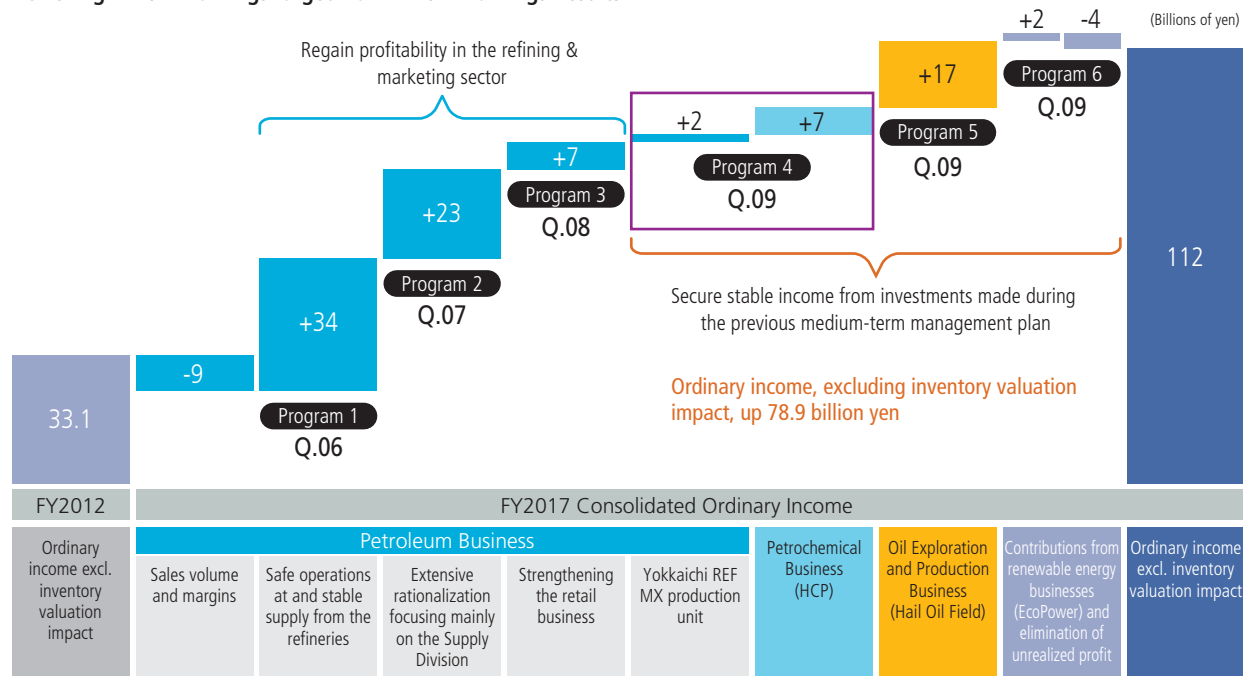 (Billions of yen)
+2
-4
Regain profitability in the refining &
marketing sector
+17
Program 6
Q.09
+2
+7
Program 5
Q.09
+7
Program 4
Q.09
Program 3
Q.08
+23
Program 2
Q.07
112
Secure stable income from investments made during
the previous medium-term management plan
+34
-9
Ordinary income, excluding inventory valuation
impact, up 78.9 billion yen
33.1
Program 1
Q.06
FY2012
FY2017 Consolidated Ordinary Income
Ordinary
income excl.
inventory
valuation
impact
Petroleum Business
Sales volume
and margins
Safe operations
at and stable
supply from the
refineries
Extensive
rationalization
focusing mainly
on the Supply
Division
Strengthening
the retail
business
Yokkaichi REF
MX production
unit
Petrochemical
Business
(HCP)
Oil Exploration
and Production
Business
(Hail Oil Field)
Contributions from
renewable energy
businesses
(EcoPower) and
elimination of
unrealized profit
Ordinary income
excl. inventory
valuation impact